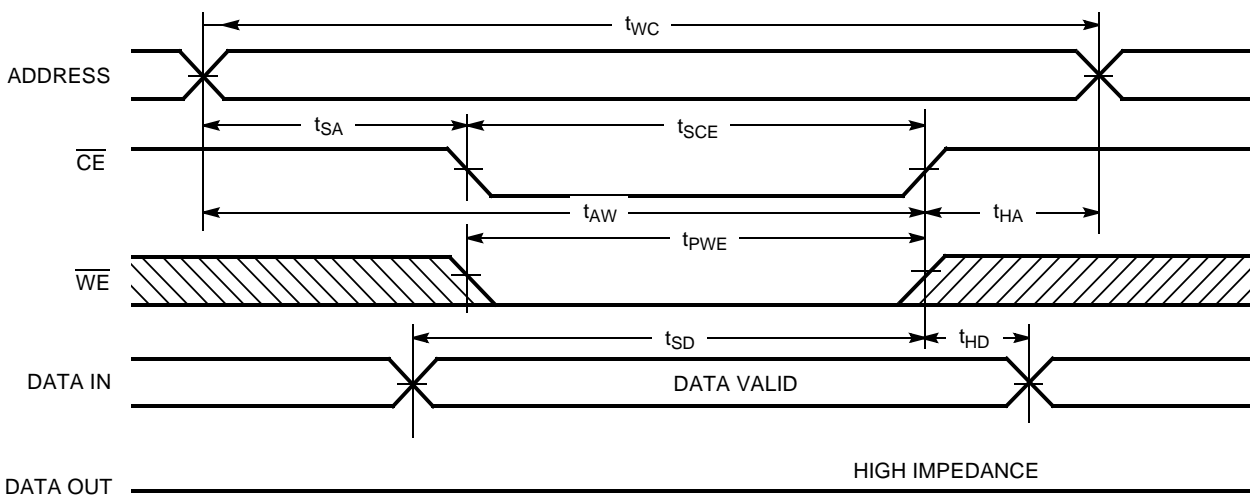 tWC
ADDRESS
tSA
tSCE
CE
tAW
tHA
tPWE
WE
tSD
tHD
DATA IN
DATA VALID
HIGH IMPEDANCE
DATA OUT